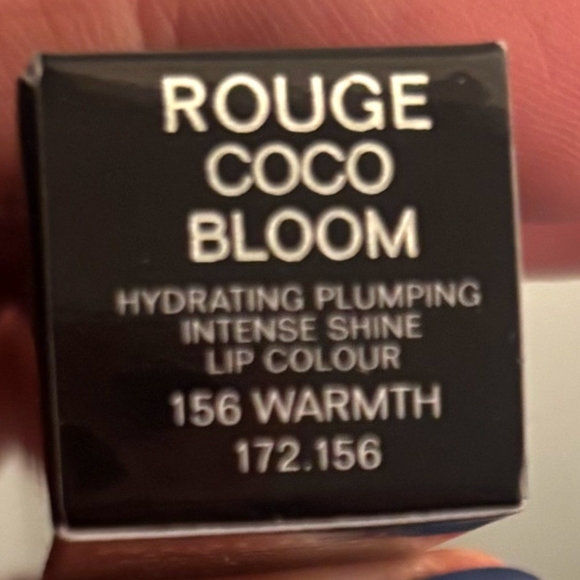 ROUGE
COCO
BLOOM
HYDRATING PLUMPING
INTENSE SHINE
LIP COLOUR
156 WARMTH
172.156